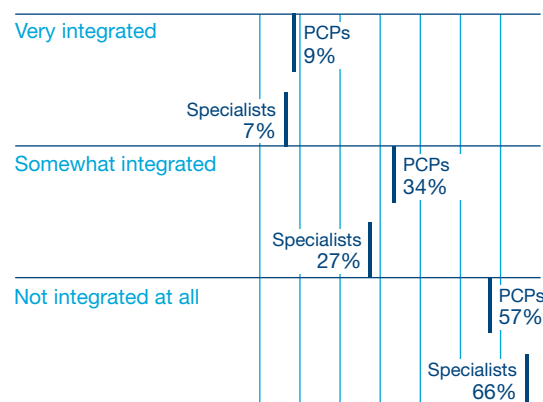 Very integrated
PCPs
9%
Specialists
7%
Somewhat integrated
PCPs
34%
Specialists
27%
Not integrated at all
PCPs
57%
Specialists
66%